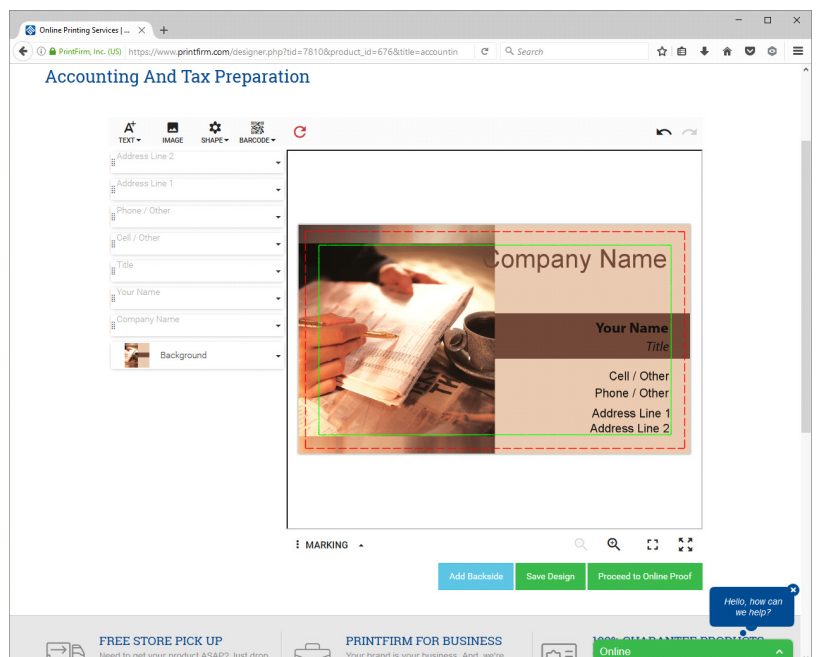 Online Printing Services | ...
PrintFirm, Inc. (US) https://www.printfirm.com/designer.php?tid=7810&product_id=676&title=accountin
Search
Accounting And Tax Preparation
TEXT IMAGE SHAPE BARCODE
Address Line 2
Address Line 1
Phone / Other
Cell / Other
Title
Your Name
Company Name
Background
Company Name
Your Name
Title
Cell / Other
Phone / Other
Address Line 1
Address Line 2
MARKING
Add Backside Save Design Proceed to Online Proof
Hello, how can
we help?
FREE STORE PICK UP
Need to get your product ASAP? Just drop
PRINTFIRM FOR BUSINESS
Your brand is your business. And, we're
100% GUARANTEE PRODUCTS
Online